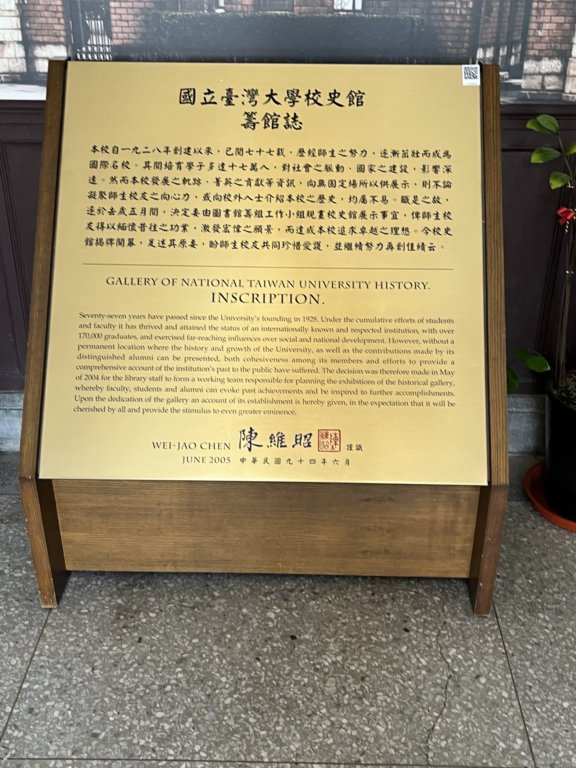 國立臺灣大學校史館
籌館誌
本校自一九二八年創建以來，已閱七十七載，歷經師生之努力，逐漸茁壯而成為
國際名校。其間培育學子多達十七萬人，對社會之脈動、國家之建設，影響深
遠。然而本校發展之軌跡、菁英之貢獻等資訊，向無固定場所以供展示，則不論
凝聚師生校友之向心力，或向校外人士介紹本校之歷史，均屬不易。職是之故，
遂於去歲五月間，決定委由圖書館籌組工作小組規畫校史館展示事宜，俾師生校
友得以緬懷昔往之功業，激發宏偉之願景，而達成本校追求卓越之理想。今校史
館揭牌開幕，爰述其原委，盼師生校友共同珍惜愛護，並繼續努力再創佳績云。
GALLERY OF NATIONAL TAIWAN UNIVERSITY HISTORY.
INSCRIPTION.
Seventy-seven years have passed since the University's founding in 1928. Under the cumulative efforts of students
and faculty it has thrived and attained the status of an internationally known and respected institution, with over
170,000 graduates, and exercised far-reaching influences over social and national development. However, without a
permanent location where the history and growth of the University, as well as the contributions made by its
distinguished alumni can be presented, both cohesiveness among its members and efforts to provide a
comprehensive account of the institution's past to the public have suffered. The decision was therefore made in May
of 2004 for the library staff to form a working team responsible for planning the exhibitions of the historical gallery,
whereby faculty, students and alumni can evoke past achievements and be inspired to further accomplishments.
Upon the dedication of the gallery an account of its establishment is hereby given, in the expectation that it will be
cherished by all and provide the stimulus to even greater eminence.
WEI-JAO CHEN 陳維昭 謹識
JUNE 2005 中華民國九十四年六月